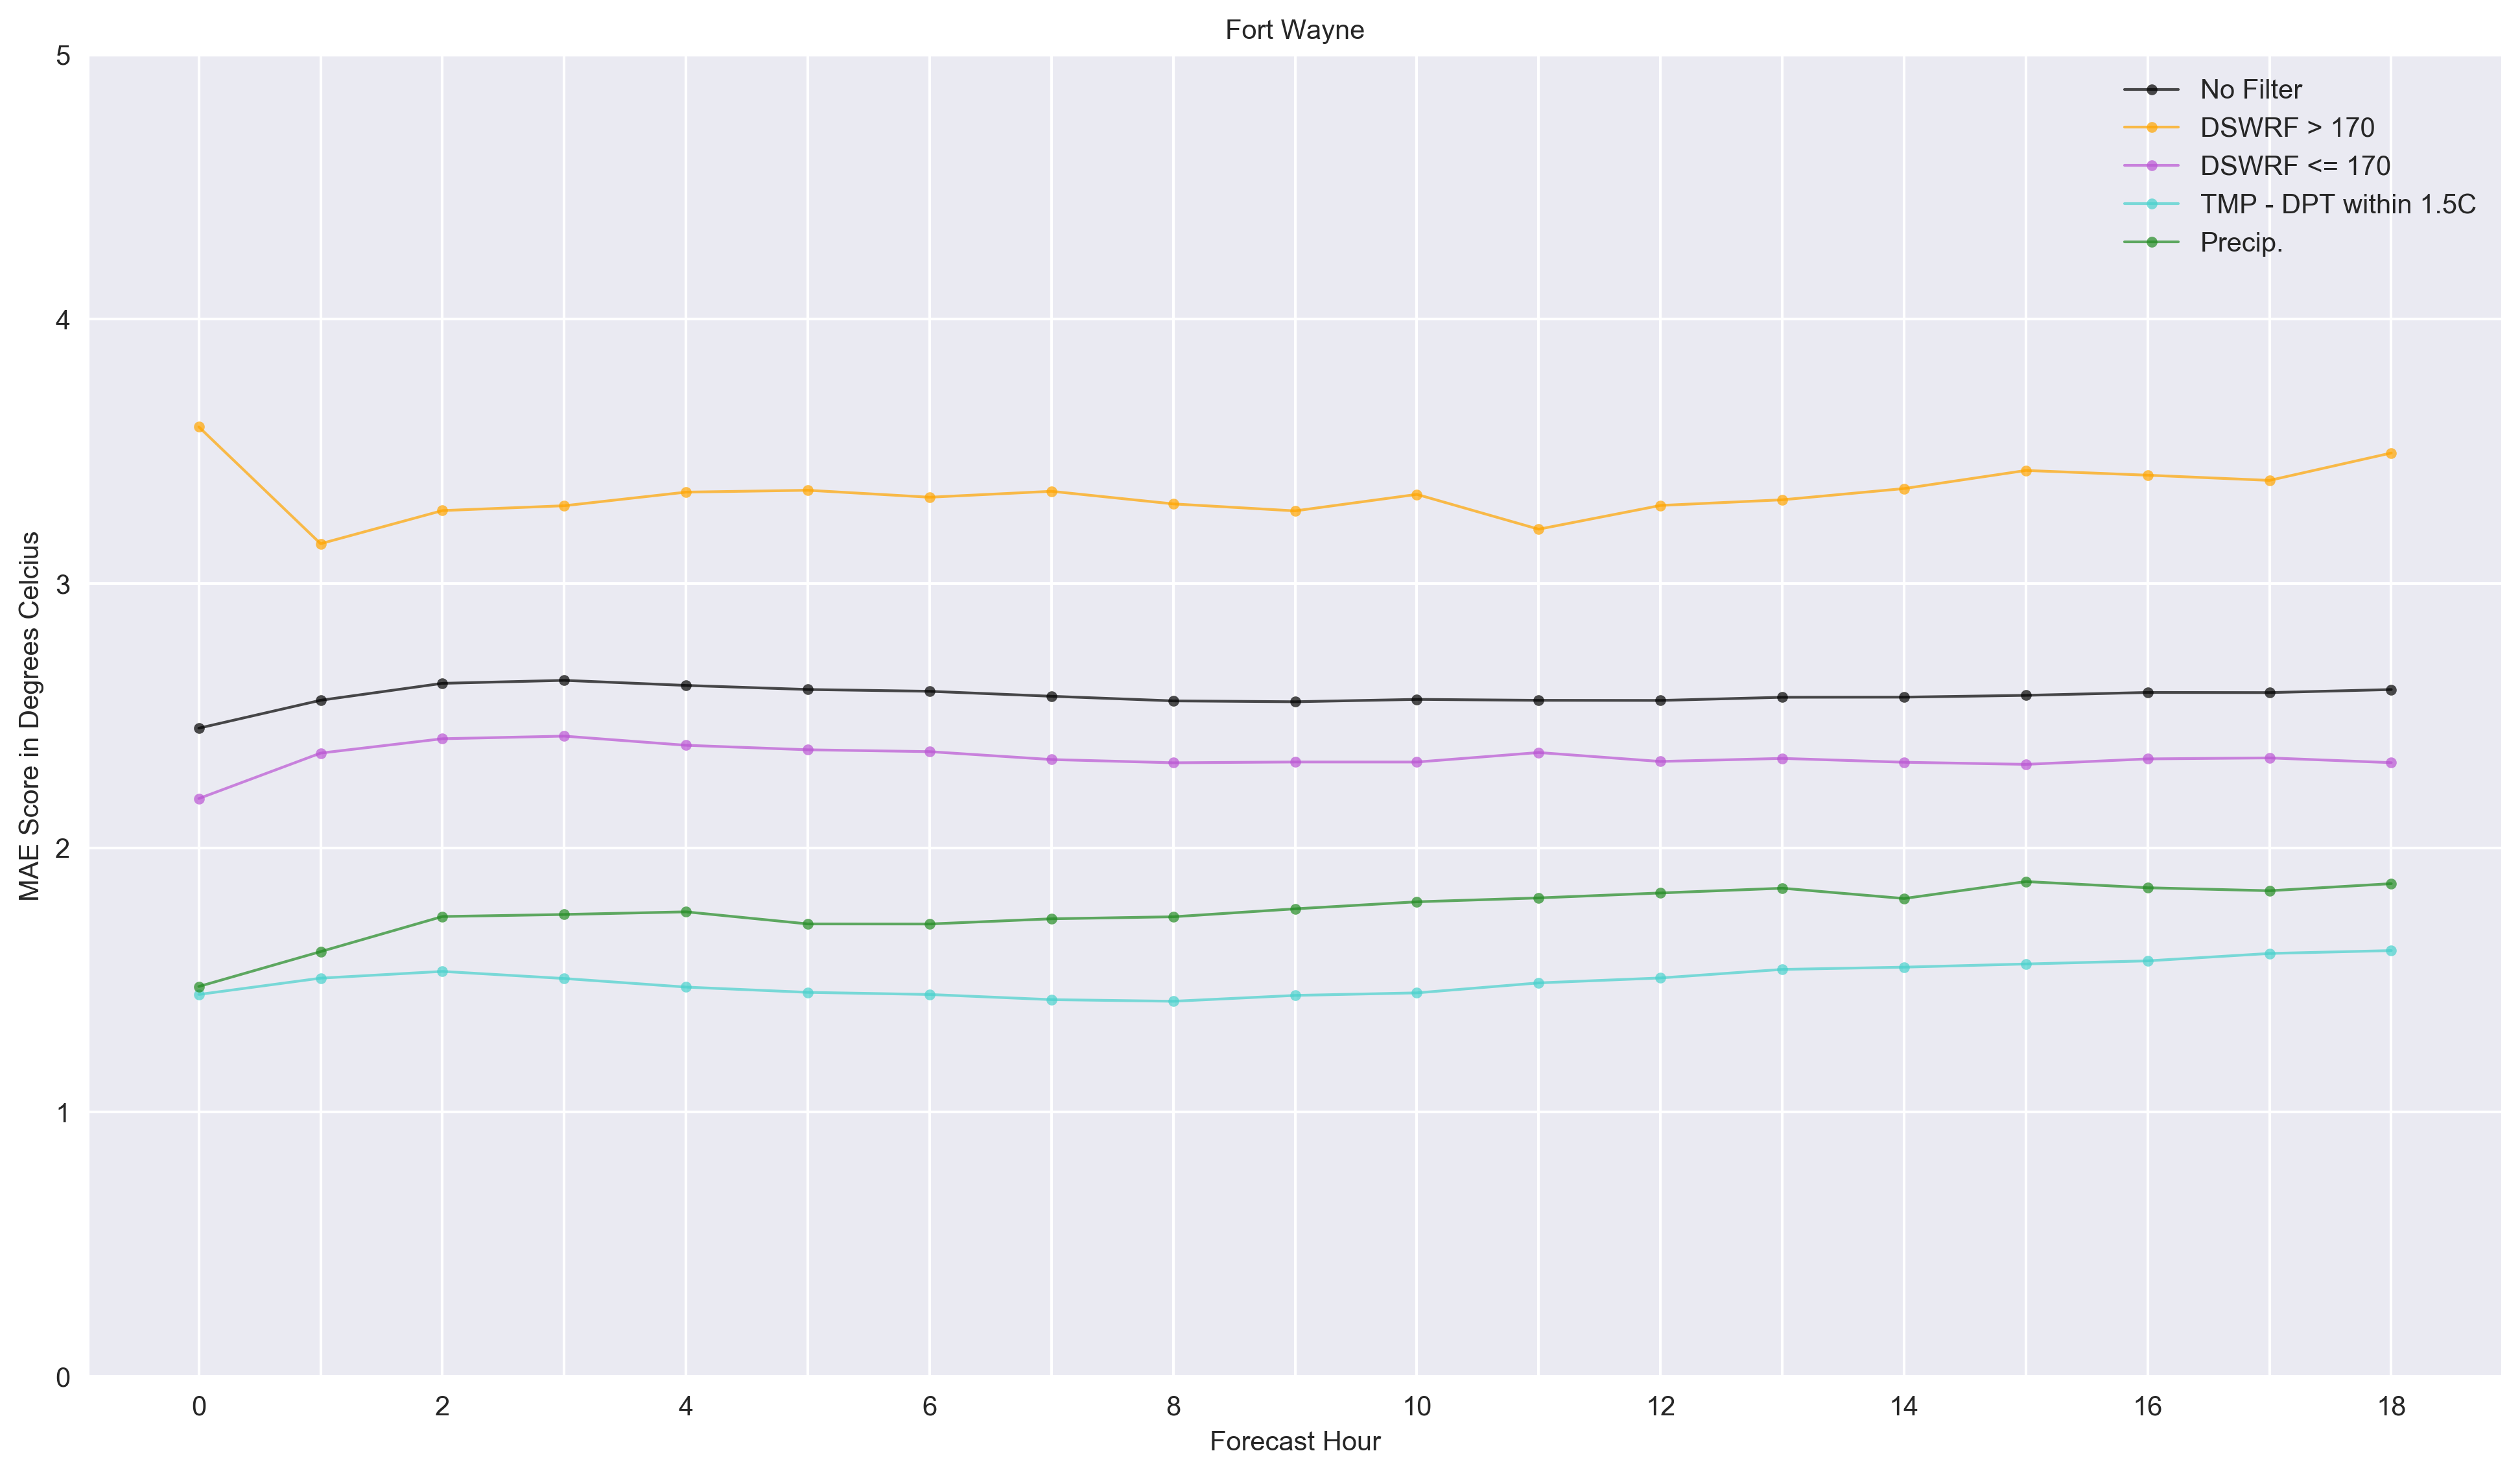 Fort Wayne
5
4
3
2
1
0
MAE Score in Degrees Celcius
No Filter
DSWRF > 170
DSWRF <= 170
TMP - DPT within 1.5C
Precip.
0 2 4 6 8 10 12 14 16 18
Forecast Hour